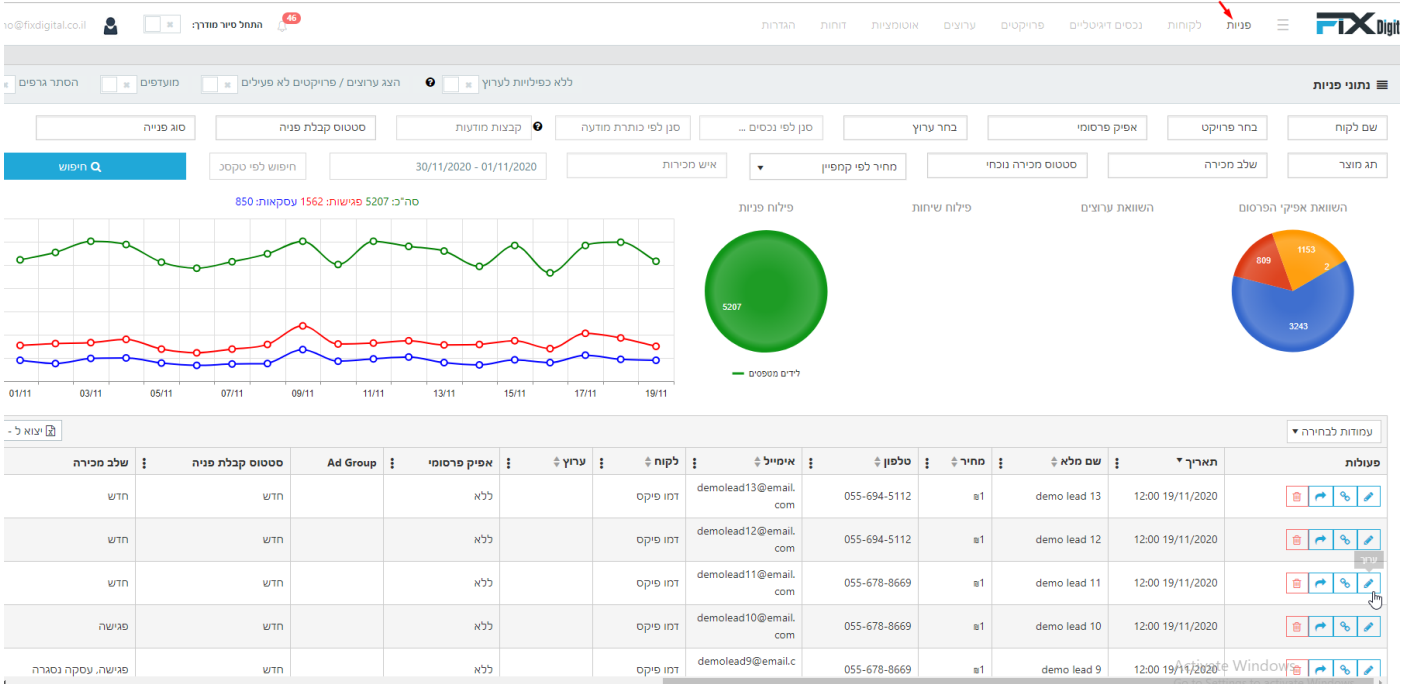 FIX Digit
פניות
לקוחות
נכסים דיגיטליים
פרויקטים
ערוצים
אוטומציות
דוחות
הגדרות
46
התחל סיור מודרך:
no@fixdigital.co.il
נתוני פניות
ללא כפילויות לערוץ
הצג ערוצים / פרויקטים לא פעילים
מועדפים
הסתר גרפים
שם לקוח
בחר פרויקט
אפיק פרסומי
בחר ערוץ
סנן לפי נכסים ...
סנן לפי כותרת מודעה
קבצות מודעות
סטטוס קבלת פניה
סוג פנייה
תג מוצר
שלב מכירה
סטטוס מכירה נוכחי
מחיר לפי קמפיין
איש מכירות
01/11/2020 - 30/11/2020
חיפוש לפי טקסט
חיפוש
השוואת אפיקי הפרסום
השוואת ערוצים
פילוח שיחות
פילוח פניות
סה"כ: 5207 פגישות: 1562 עסקאות: 850
1153
809
2
3243
5207
לידים מטפסים
01/11 03/11 05/11 07/11 09/11 11/11 13/11 15/11 17/11 19/11
עמודות לבחירה
יצוא ל -
פעולות תאריך שם מלא מחיר טלפון אימייל לקוח ערוץ אפיק פרסומי Ad Group סטטוס קבלת פניה שלב מכירה
19/11/2020 12:00 demo lead 13 ₪1 055-694-5112 demolead13@email.com דמו פיקס ללא חדש חדש
19/11/2020 12:00 demo lead 12 ₪1 055-694-5112 demolead12@email.com דמו פיקס ללא חדש חדש
ערוך
19/11/2020 12:00 demo lead 11 ₪1 055-678-8669 demolead11@email.com דמו פיקס ללא חדש חדש
19/11/2020 12:00 demo lead 10 ₪1 055-678-8669 demolead10@email.com דמו פיקס ללא חדש פגישה
19/11/2020 12:00 demo lead 9 ₪1 055-678-8669 demolead9@email.c דמו פיקס ללא חדש פגישה, עסקה נסגרה
Activate Windows